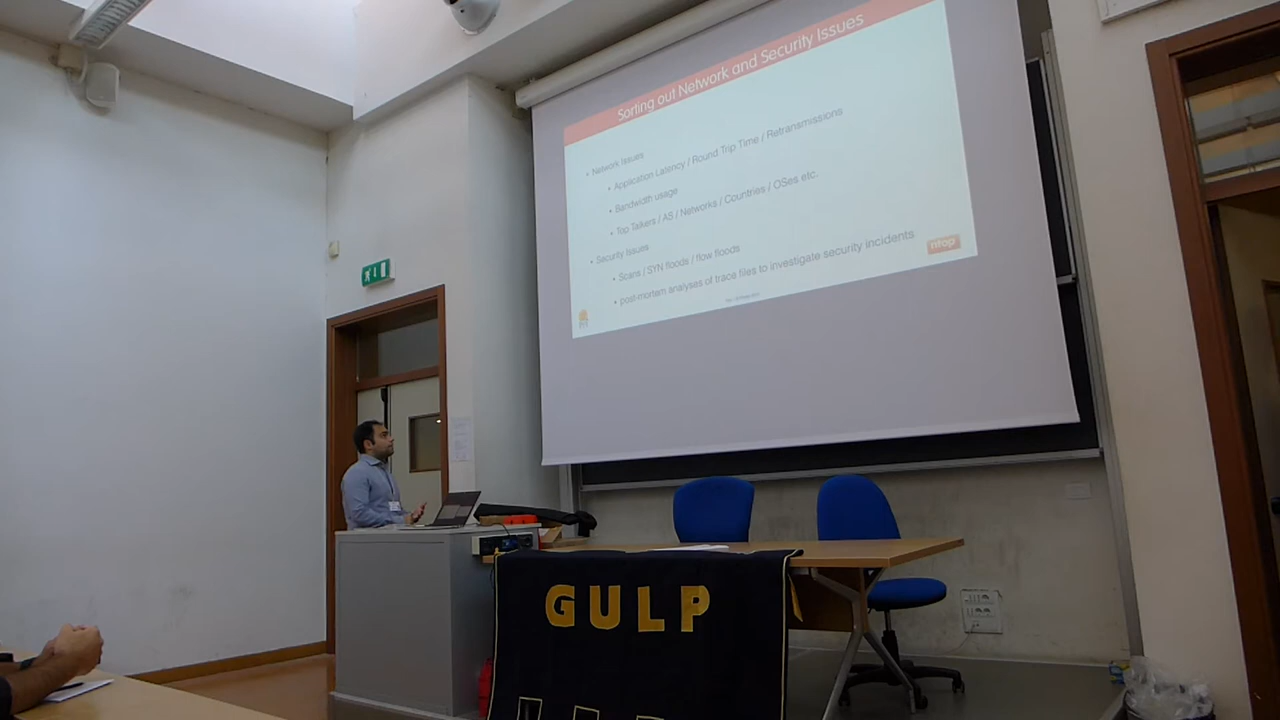 Sorting out Network and Security Issues
• Network Issues
• Application Latency / Round Trip Time / Retransmissions
• Bandwidth usage
• Top Talkers / AS / Networks / Countries / OSes etc.
• Security Issues
• Scans / SYN floods / flow floods
• post-mortem analyses of trace files to investigate security incidents
ntop
GULP